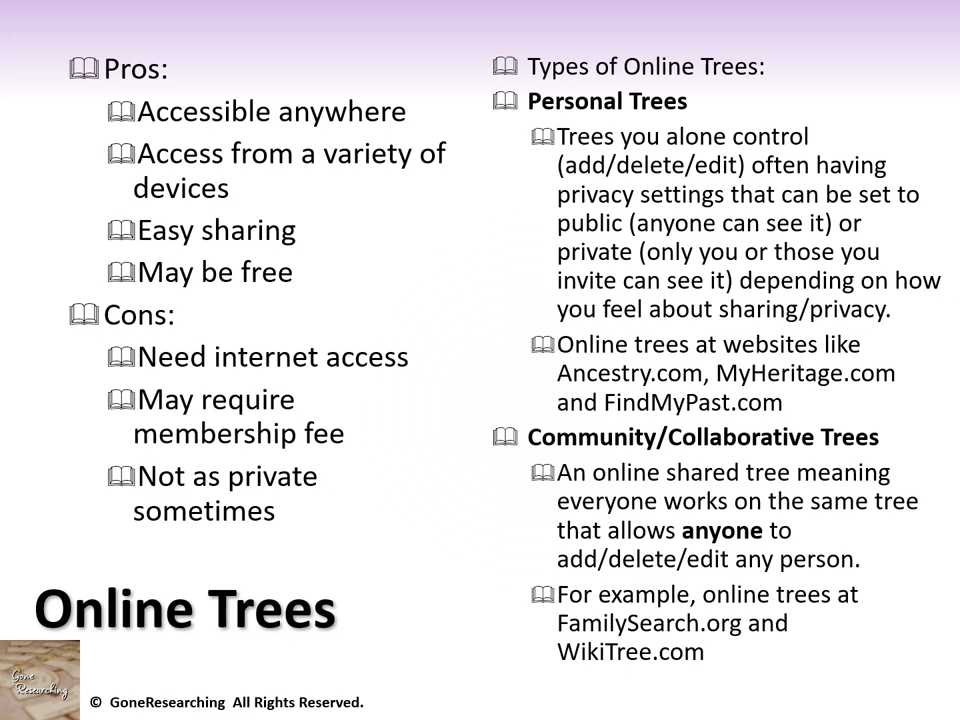 Pros:
Accessible anywhere
Access from a variety of
devices
Easy sharing
May be free
Cons:
Need internet access
May require
membership fee
Not as private
sometimes
Types of Online Trees:
Personal Trees
Trees you alone control
(add/delete/edit) often having
privacy settings that can be set to
public (anyone can see it) or
private (only you or those you
invite can see it) depending on how
you feel about sharing/privacy.
Online trees at websites like
Ancestry.com, MyHeritage.com
and FindMyPast.com
Community/Collaborative Trees
An online shared tree meaning
everyone works on the same tree
that allows anyone to
add/delete/edit any person.
For example, online trees at
FamilySearch.org and
WikiTree.com
Online Trees
Gone
Researching
© GoneResearching All Rights Reserved.